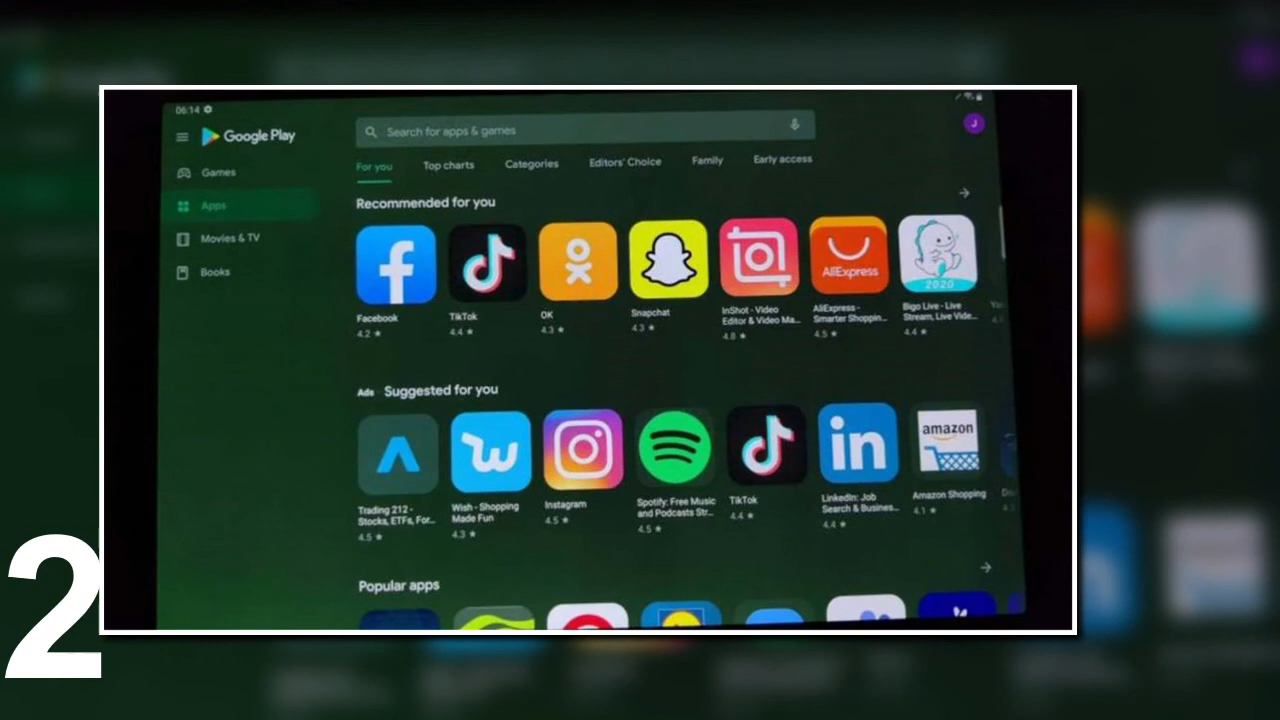 06:14
Google Play
Search for apps & games
J
Games
Apps
Movies & TV
Books
For you
Top charts
Categories
Editors' Choice
Family
Early access
Recommended for you
AliExpress
2020
Facebook
4.2 ★
TikTok
4.4 ★
OK
4.3 ★
Snapchat
4.3 ★
InShot - Video
Editor & Video Ma...
4.8 ★
AliExpress -
Smarter Shoppin...
4.5 ★
Bigo Live - Live
Stream, Live Vide...
4.4 ★
Ads · Suggested for you
in
amazon
Trading 212 -
Stocks, ETFs, For...
4.5 ★
Wish - Shopping
Made Fun
4.3 ★
Instagram
4.5 ★
Spotify: Free Music
and Podcasts Str...
4.5 ★
TikTok
4.4 ★
LinkedIn: Job
Search & Busines...
4.4 ★
Amazon Shopping
4.1 ★
Popular apps
2